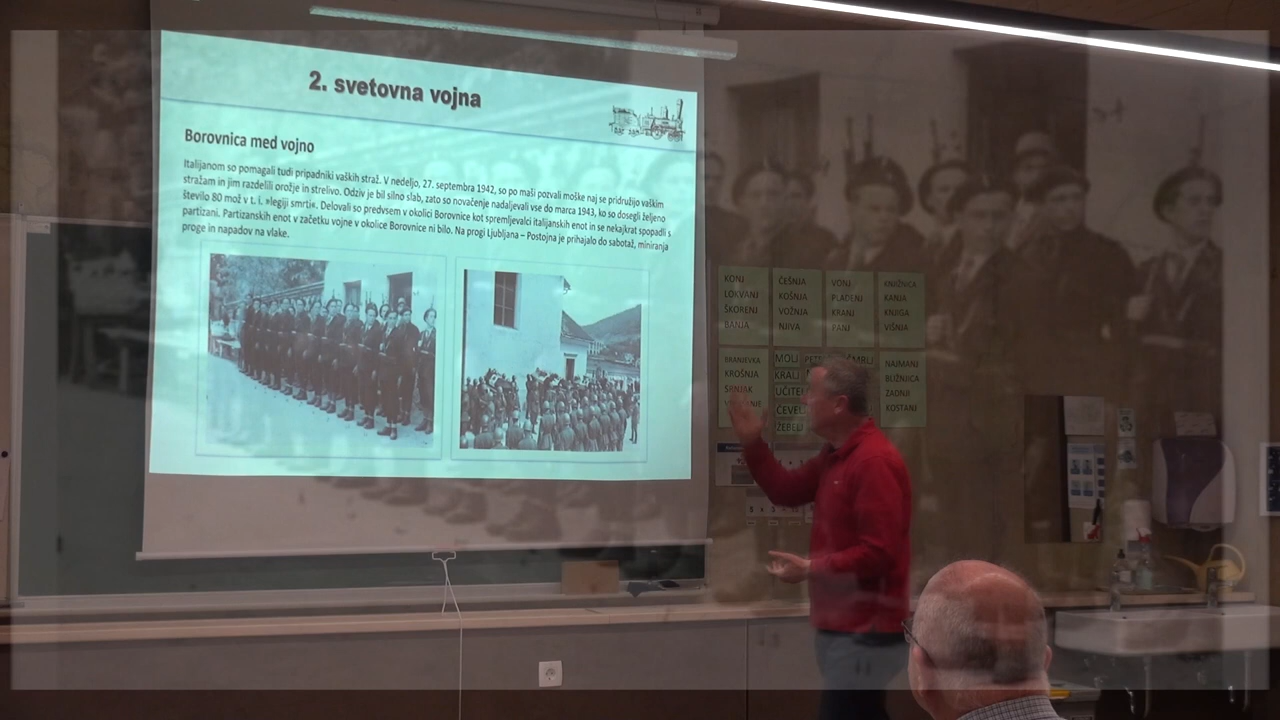 2. svetovna vojna
Borovnica med vojno
Italijanom so pomagali tudi pripadniki vaških straž. V nedeljo, 27. septembra 1942, so po maši pozvali moške naj se pridružijo vaškim
stražam in jim razdelili orožje in strelivo. Odziv je bil silno slab, zato so novačenje nadaljevali vse do marca 1943, ko so dosegli željeno
število 80 mož v t. i. »legiji smrti«. Delovali so predvsem v okolici Borovnice kot spremljevalci italijanskih enot in se nekajkrat spopadli s
partizani. Partizanskih enot v začetku vojne v okolice Borovnice ni bilo. Na progi Ljubljana – Postojna je prihajalo do sabotaž, miniranja
proge in napadov na vlake.
KONJ
LOKVANJ
ŠKORENJ
BANJA
ČEŠNJA
KOŠNJA
VOŽNJA
NJIVA
VONJ
PLADENJ
KRANJ
PANJ
KNJIŽNICA
KANJA
KNJIGA
VIŠNJA
BRANJEVKA
KROŠNJA
SRNJAK
MOLJ
KRALJ
UČITELJ
ČEVELJ
ŽEBELJ
NAJMANJ
BLIŽNJICA
ZADNJI
KOSTANJ